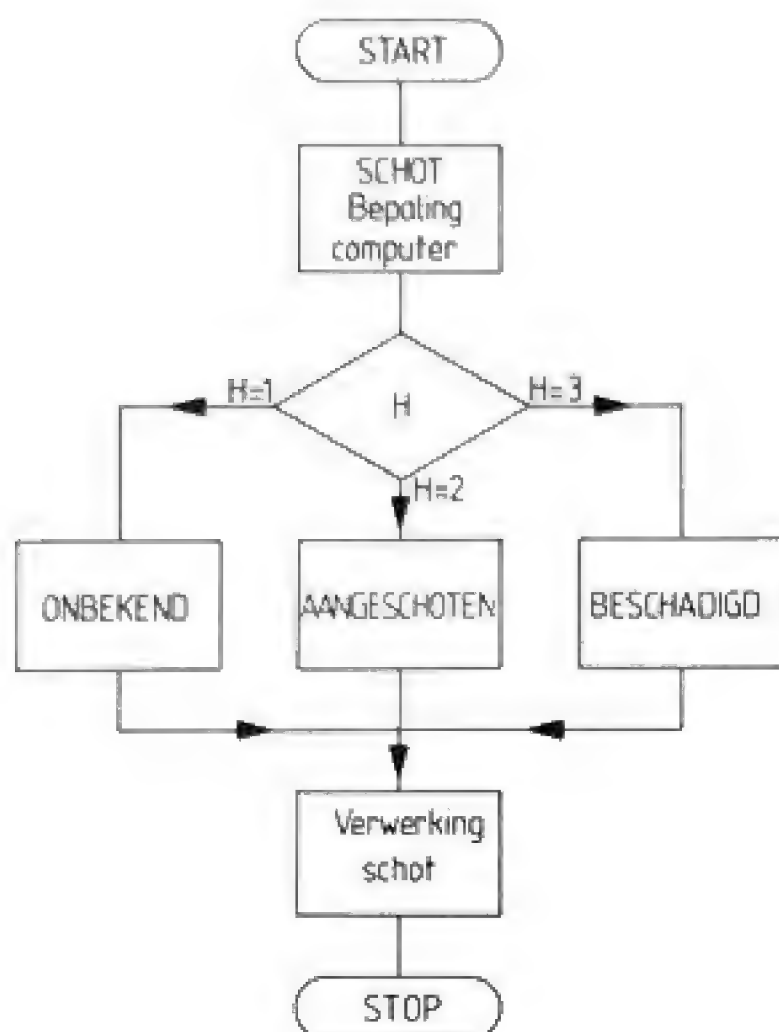 START
SCHOT
Bepaling
computer
H=1
H
H=3
H=2
ONBEKEND
AANGESCHOTEN
BESCHADIGD
Verwerking
schot
STOP